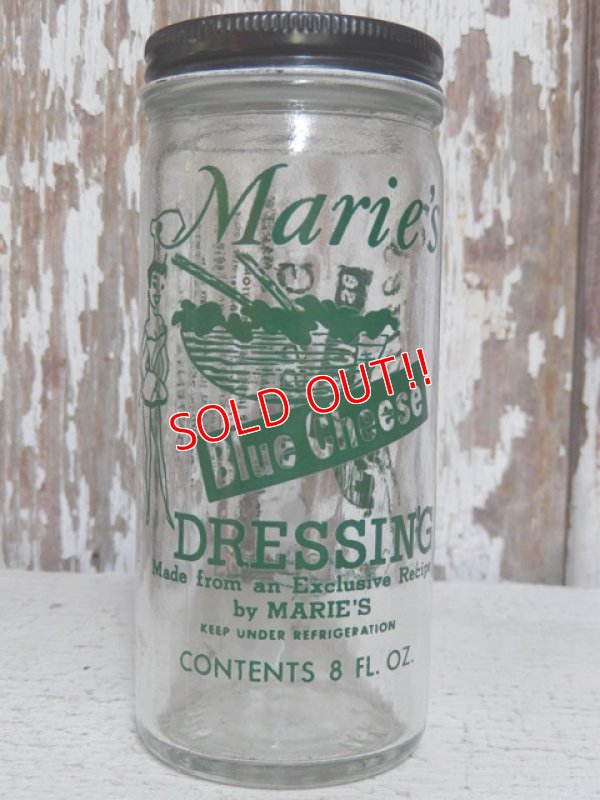 Marie's
SOLD OUT!!
Blue Cheese
DRESSING
Made from an Exclusive Recipe
by MARIE'S
KEEP UNDER REFRIGERATION
CONTENTS 8 FL. OZ.